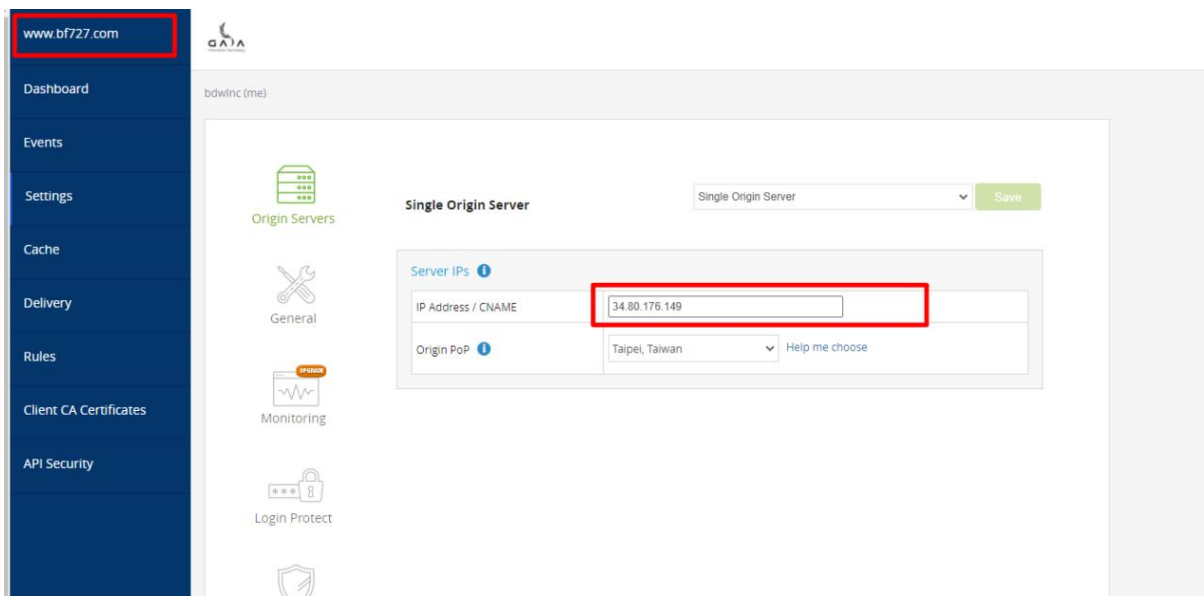 www.bf727.com
GAIA
Dashboard
bdwInc (me)
Events
Settings
Cache
Delivery
Rules
Client CA Certificates
API Security
Origin Servers
General
UPGRADE
Monitoring
Login Protect
Single Origin Server
Single Origin Server
Save
Server IPs
IP Address / CNAME
34.80.176.149
Origin PoP
Taipei, Taiwan
Help me choose